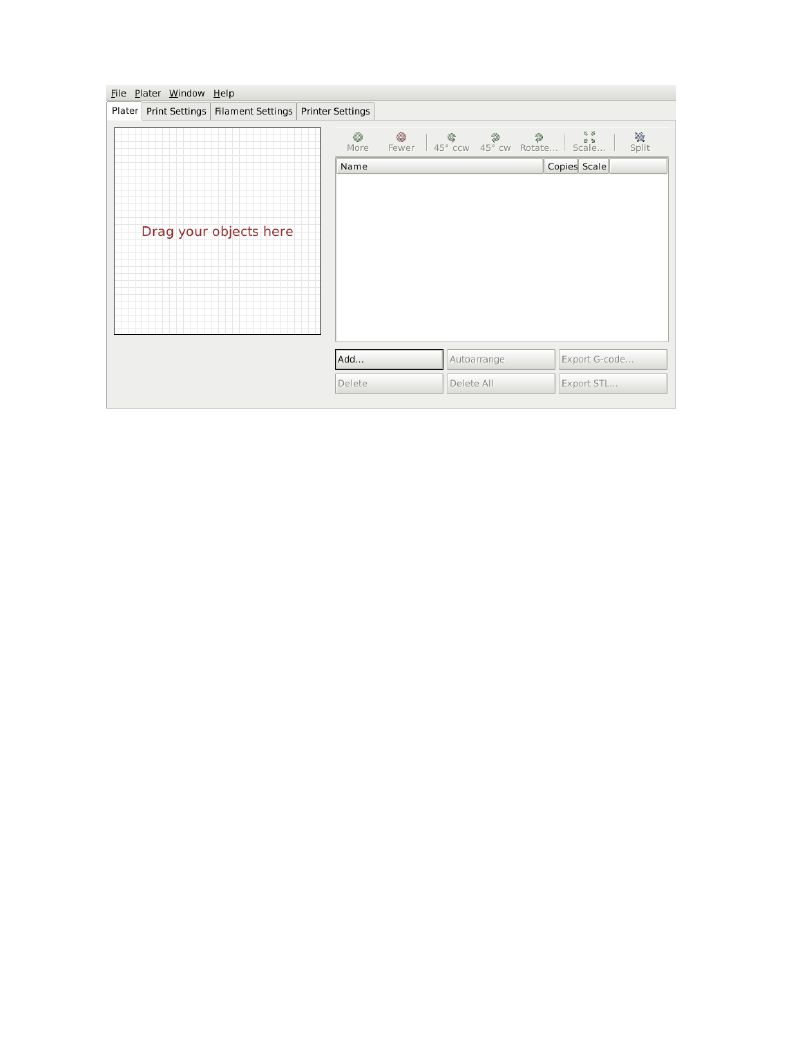 File Plater Window Help
Plater Print Settings Filament Settings Printer Settings
More Fewer 45° ccw 45° cw Rotate... Scale... Split
Name Copies Scale
Drag your objects here
Add... Autoarrange Export G-code...
Delete Delete All Export STL...